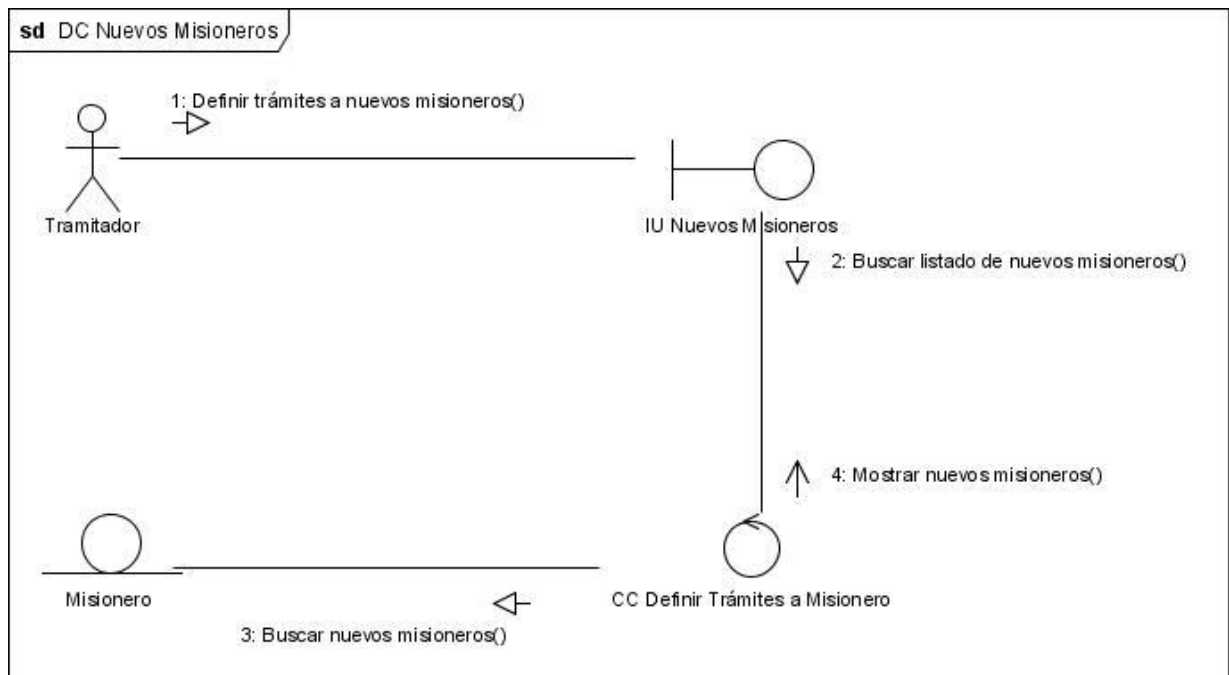 sd DC Nuevos Misioneros
1: Definir trámites a nuevos misioneros()
Tramitador
IU Nuevos Misioneros
2: Buscar listado de nuevos misioneros()
4: Mostrar nuevos misioneros()
Misionero
CC Definir Trámites a Misionero
3: Buscar nuevos misioneros()